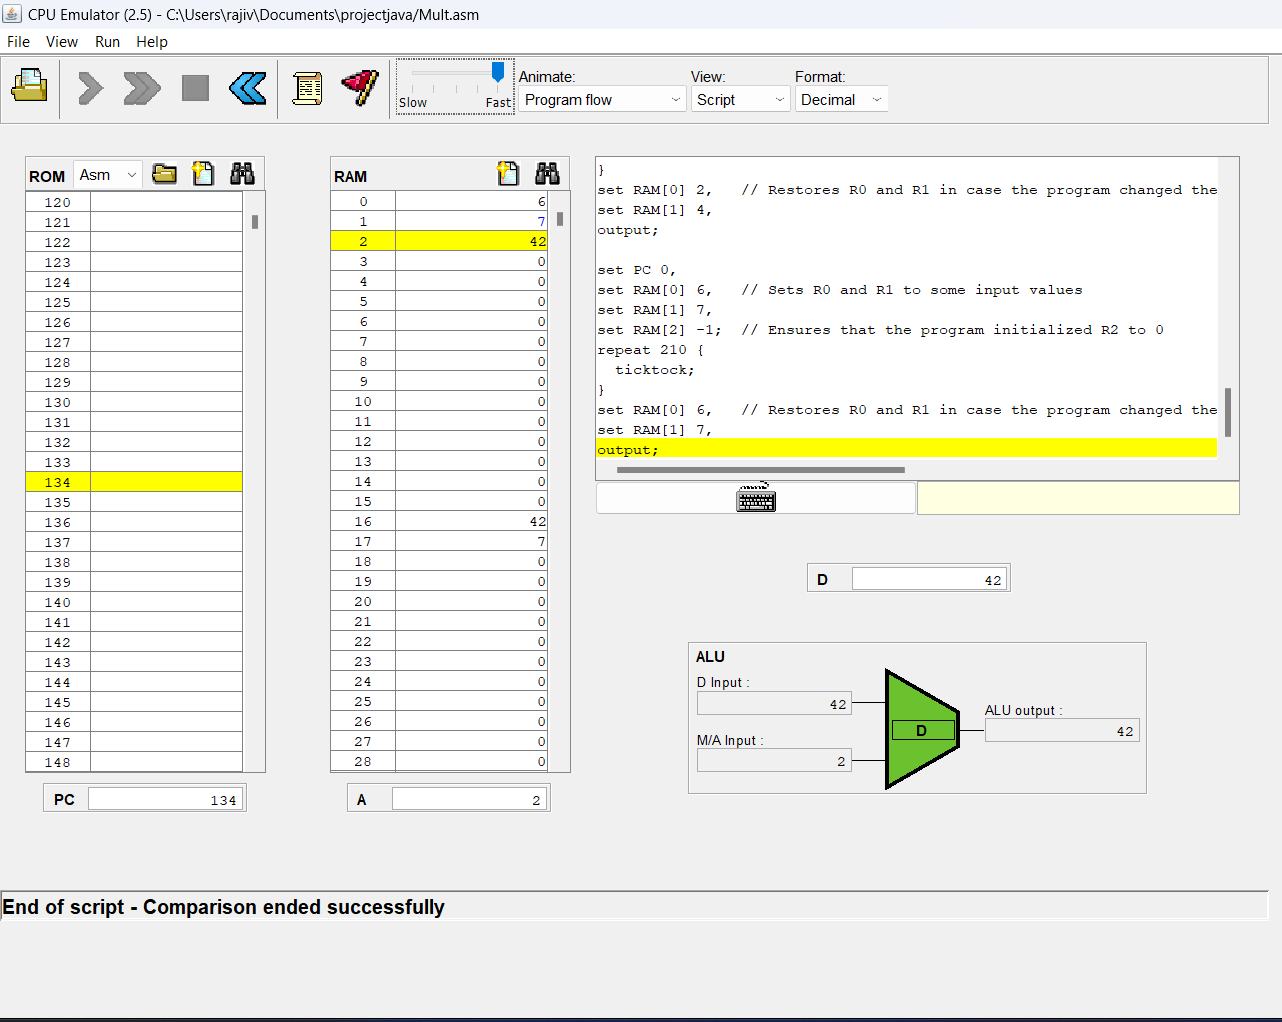 CPU Emulator (2.5) - C:\Users\rajiv\Documents\projectjava/Mult.asm
File View Run Help
Slow Fast
Animate:
Program flow
View:
Script
Format:
Decimal
ROM Asm
120
121
122
123
124
125
126
127
128
129
130
131
132
133
134
135
136
137
138
139
140
141
142
143
144
145
146
147
148
PC 134
RAM
0 6
1 7
2 42
3 0
4 0
5 0
6 0
7 0
8 0
9 0
10 0
11 0
12 0
13 0
14 0
15 0
16 42
17 7
18 0
19 0
20 0
21 0
22 0
23 0
24 0
25 0
26 0
27 0
28 0
A 2
}
set RAM[0] 2,   // Restores R0 and R1 in case the program changed the
set RAM[1] 4,
output;
set PC 0,
set RAM[0] 6,   // Sets R0 and R1 to some input values
set RAM[1] 7,
set RAM[2] -1;  // Ensures that the program initialized R2 to 0
repeat 210 {
  ticktock;
}
set RAM[0] 6,   // Restores R0 and R1 in case the program changed the
set RAM[1] 7,
output;
D 42
ALU
D Input :
42
M/A Input :
2
D
ALU output :
42
End of script - Comparison ended successfully